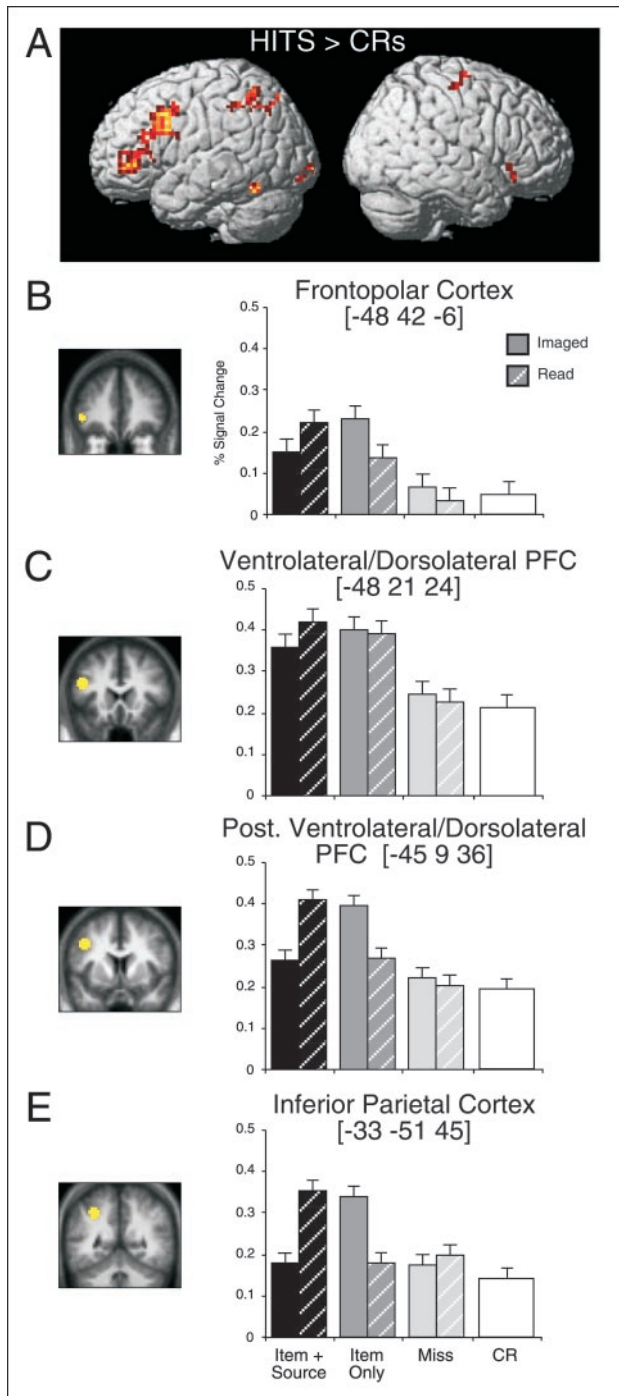 A
HITS > CRs
B
Frontopolar Cortex
[-48 42 -6]
% Signal Change
0.5
0.4
0.3
0.2
0.1
0
Imaged
Read
C
Ventrolateral/Dorsolateral PFC
[-48 21 24]
0.5
0.4
0.3
0.2
0.1
D
Post. Ventrolateral/Dorsolateral
PFC [-45 9 36]
0.5
0.4
0.3
0.2
0.1
E
Inferior Parietal Cortex
[-33 -51 45]
0.5
0.4
0.3
0.2
0.1
Item + Item Miss CR
Source Only